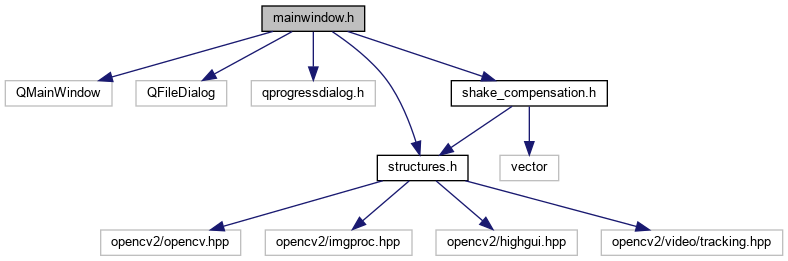 mainwindow.h
QMainWindow
QFileDialog
qprogressdialog.h
shake_compensation.h
structures.h
vector
opencv2/opencv.hpp
opencv2/imgproc.hpp
opencv2/highgui.hpp
opencv2/video/tracking.hpp